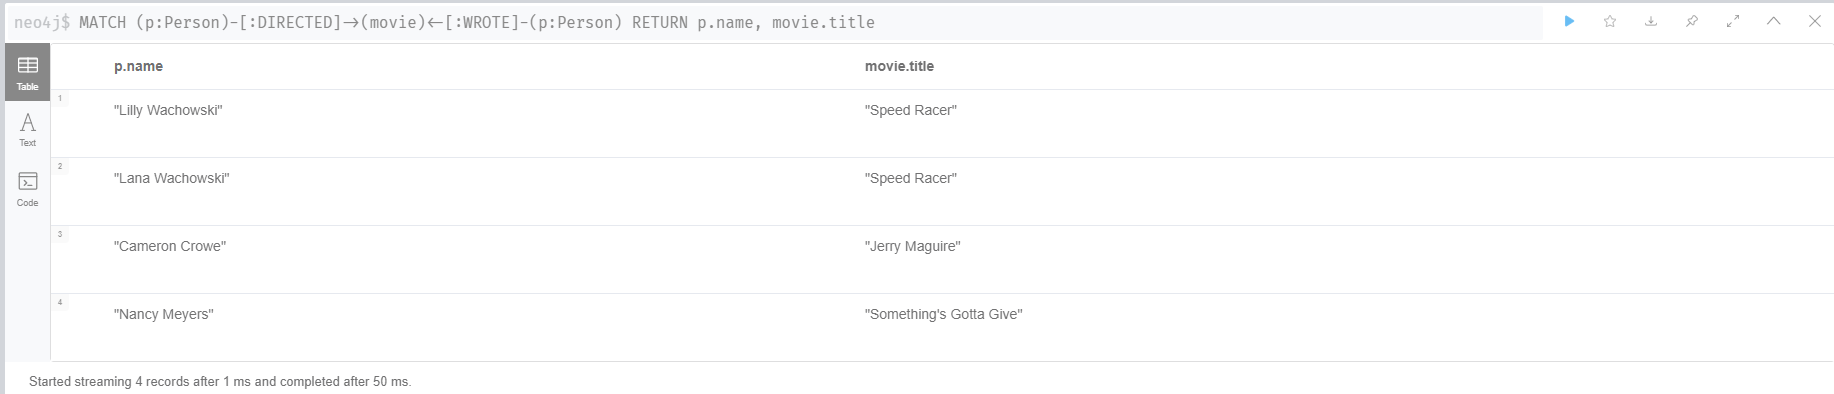 neo4j$ MATCH (p:Person)-[:DIRECTED]→(movie)←[:WROTE]-(p:Person) RETURN p.name, movie.title
Table
p.name movie.title
1
"Lilly Wachowski" "Speed Racer"
Text
2
"Lana Wachowski" "Speed Racer"
Code
3
"Cameron Crowe" "Jerry Maguire"
4
"Nancy Meyers" "Something's Gotta Give"
Started streaming 4 records after 1 ms and completed after 50 ms.